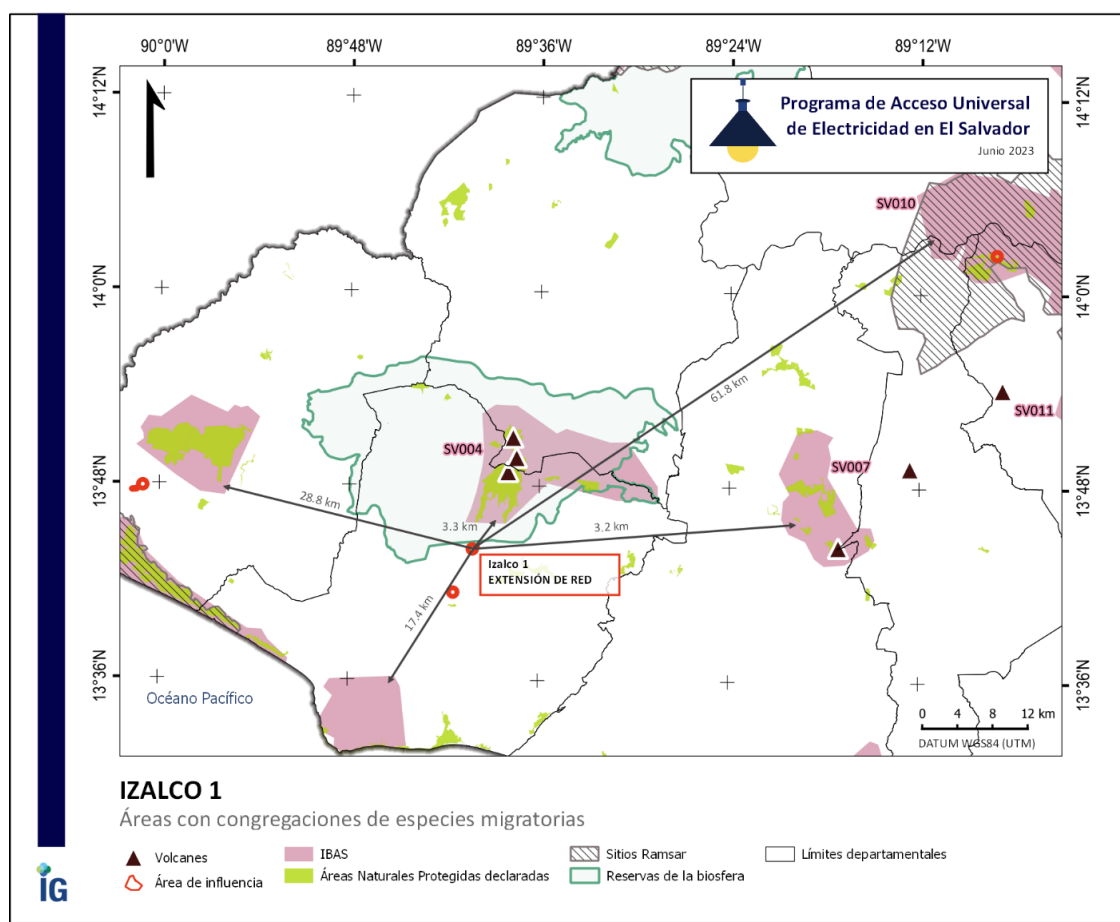 90°0'W 89°48'W 89°36'W 89°24'W 89°12'W
14°12'N
14°12'N
Programa de Acceso Universal
de Electricidad en El Salvador
Junio 2023
SV010
14°0'N
14°0'N
61.8 km
SV011
SV004
SV007
13°48'N
13°48'N
28.8 km
3.3 km
3.2 km
Izalco 1
EXTENSIÓN DE RED
17.4 km
13°36'N
13°36'N
Océano Pacífico
0 4 8 12 km
DATUM WGS84 (UTM)
IZALCO 1
Áreas con congregaciones de especies migratorias
Volcanes
IBAS
Sitios Ramsar
Límites departamentales
Área de influencia
Áreas Naturales Protegidas declaradas
Reservas de la biosfera
IG